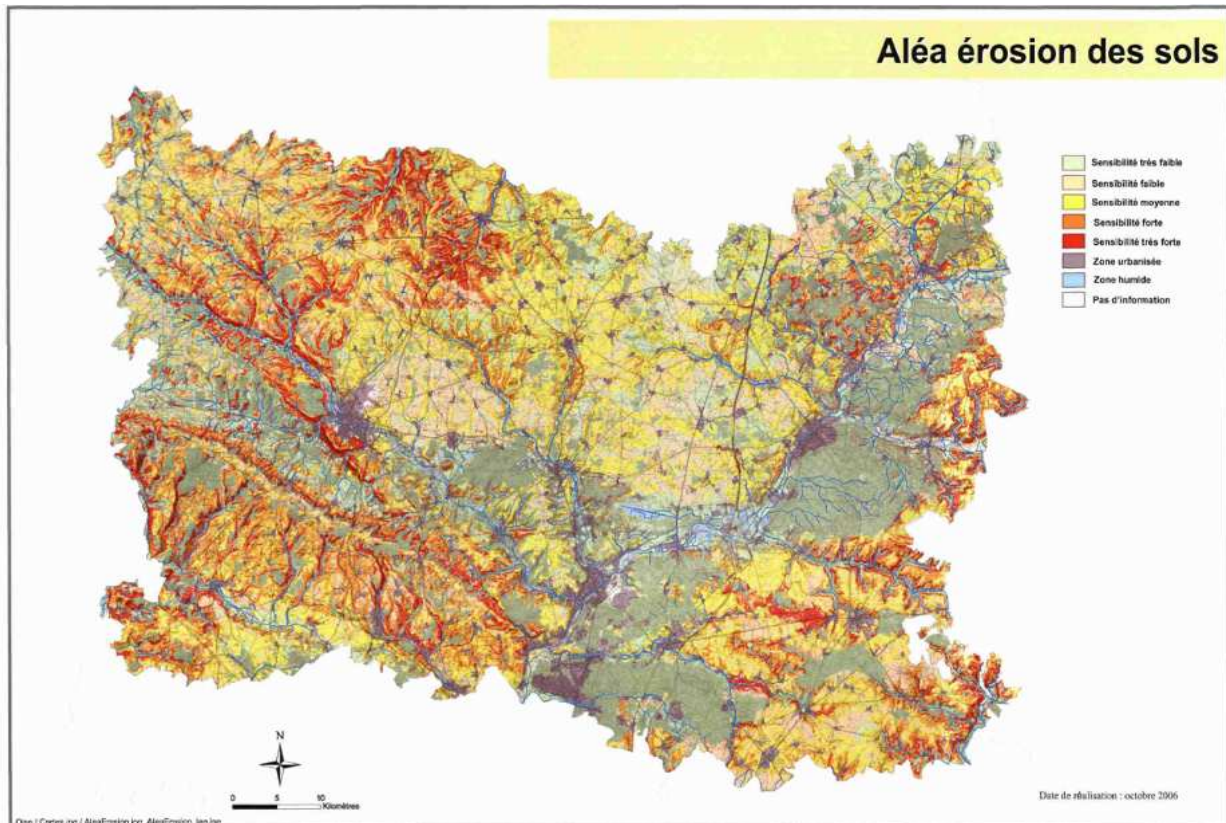 Aléa érosion des sols
Sensibilité très faible
Sensibilité faible
Sensibilité moyenne
Sensibilité forte
Sensibilité très forte
Zone urbanisée
Zone humide
Pas d'information
N
0 5 10
Kilomètres
Date de réalisation : octobre 2006